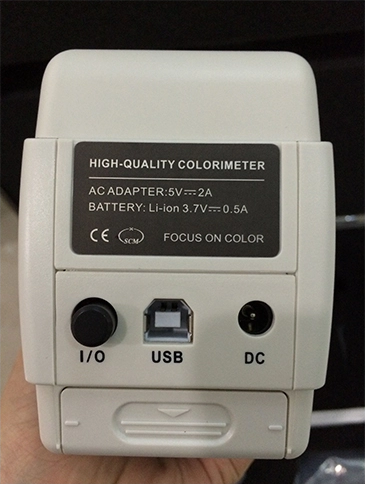 HIGH-QUALITY COLORIMETER
AC ADAPTER:5V⎓2A
BATTERY: Li-ion 3.7V⎓0.5A
CE SCM FOCUS ON COLOR
I/O USB DC